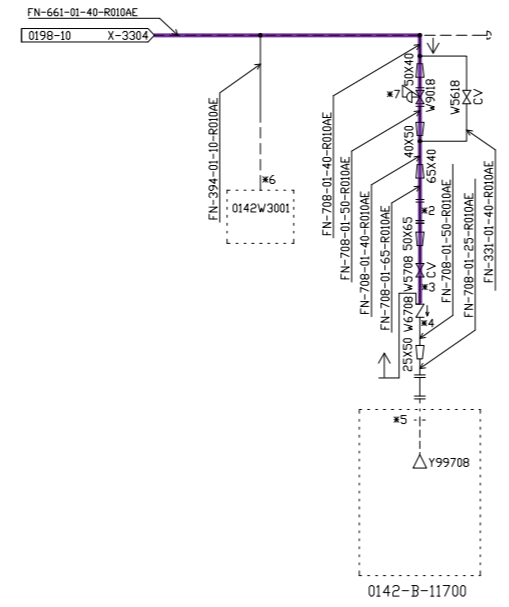 FN-661-01-40-R010AE
0198-10 X-3304
FN-394-01-10-R010AE
*6
0142W3001
50X40
*7
W9018
W5618
CV
40X50
65X40
FN-708-01-40-R010AE
FN-708-01-50-R010AE
FN-708-01-40-R010AE
FN-708-01-65-R010AE
*2
50X65
W5708
CV
*3
W6708
*4
25X50
FN-708-01-50-R010AE
FN-708-01-25-R010AE
FN-331-01-40-R010AE
*5
Y99708
0142-B-11700